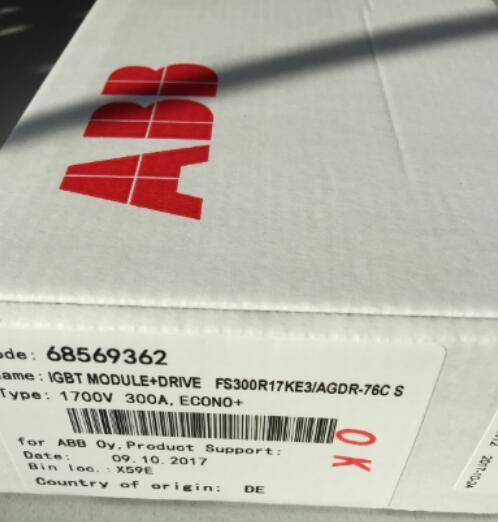 ABB
ode: 68569362
ame: IGBT MODULE+DRIVE FS300R17KE3/AGDR-76C S
Type: 1700V 300A, ECONO+
for ABB Oy, Product Support:
Date: 09.10.2017
Bin loc.: X59E
Country of origin: DE
OK